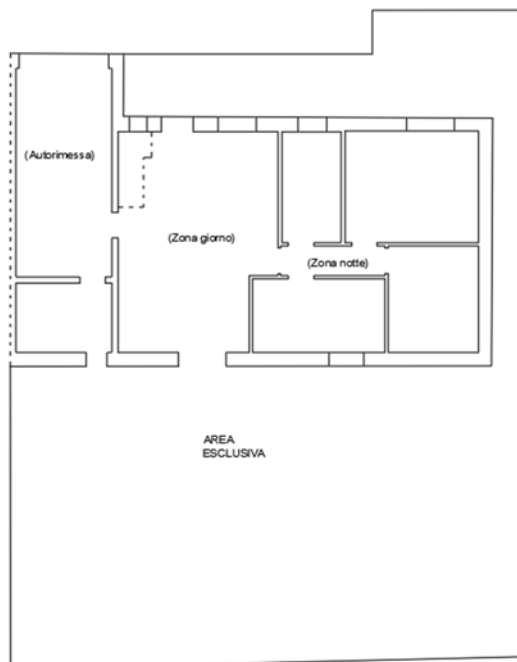 (Autorimessa)
(Zona giorno)
(Zona notte)
AREA
ESCLUSIVA